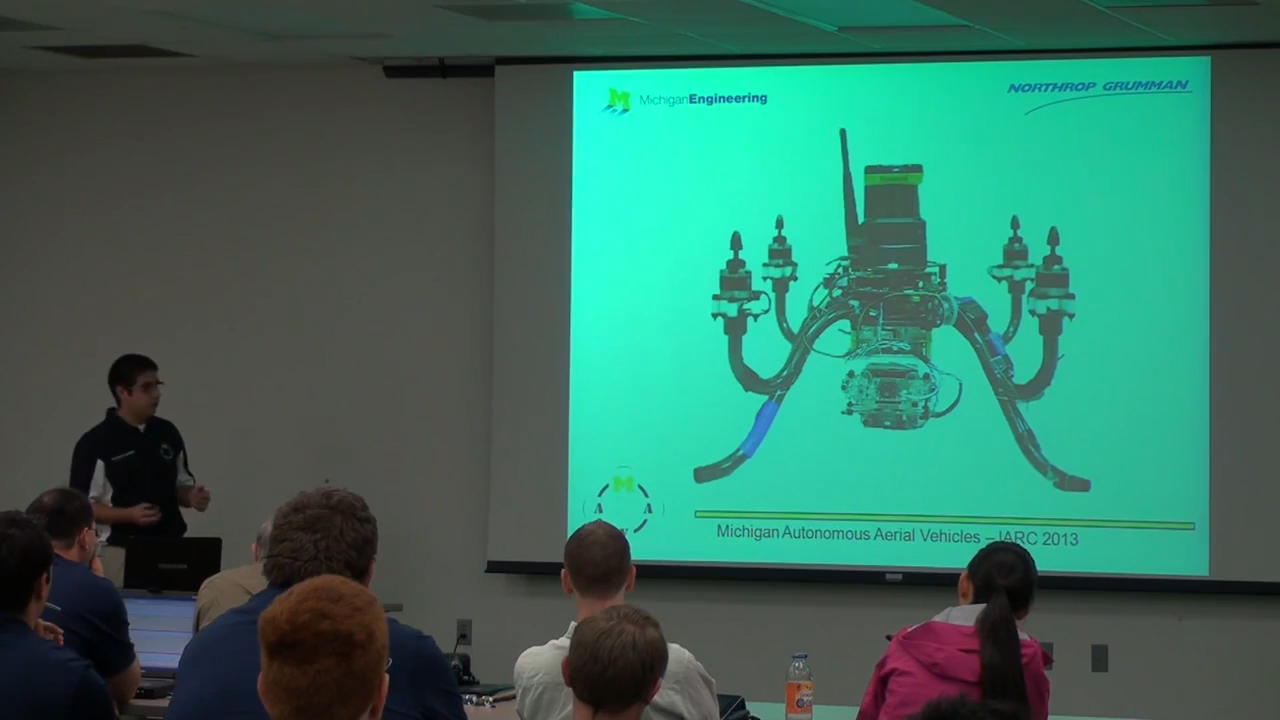 MichiganEngineering
NORTHROP GRUMMAN
M
M
A A
Michigan Autonomous Aerial Vehicles – IARC 2013